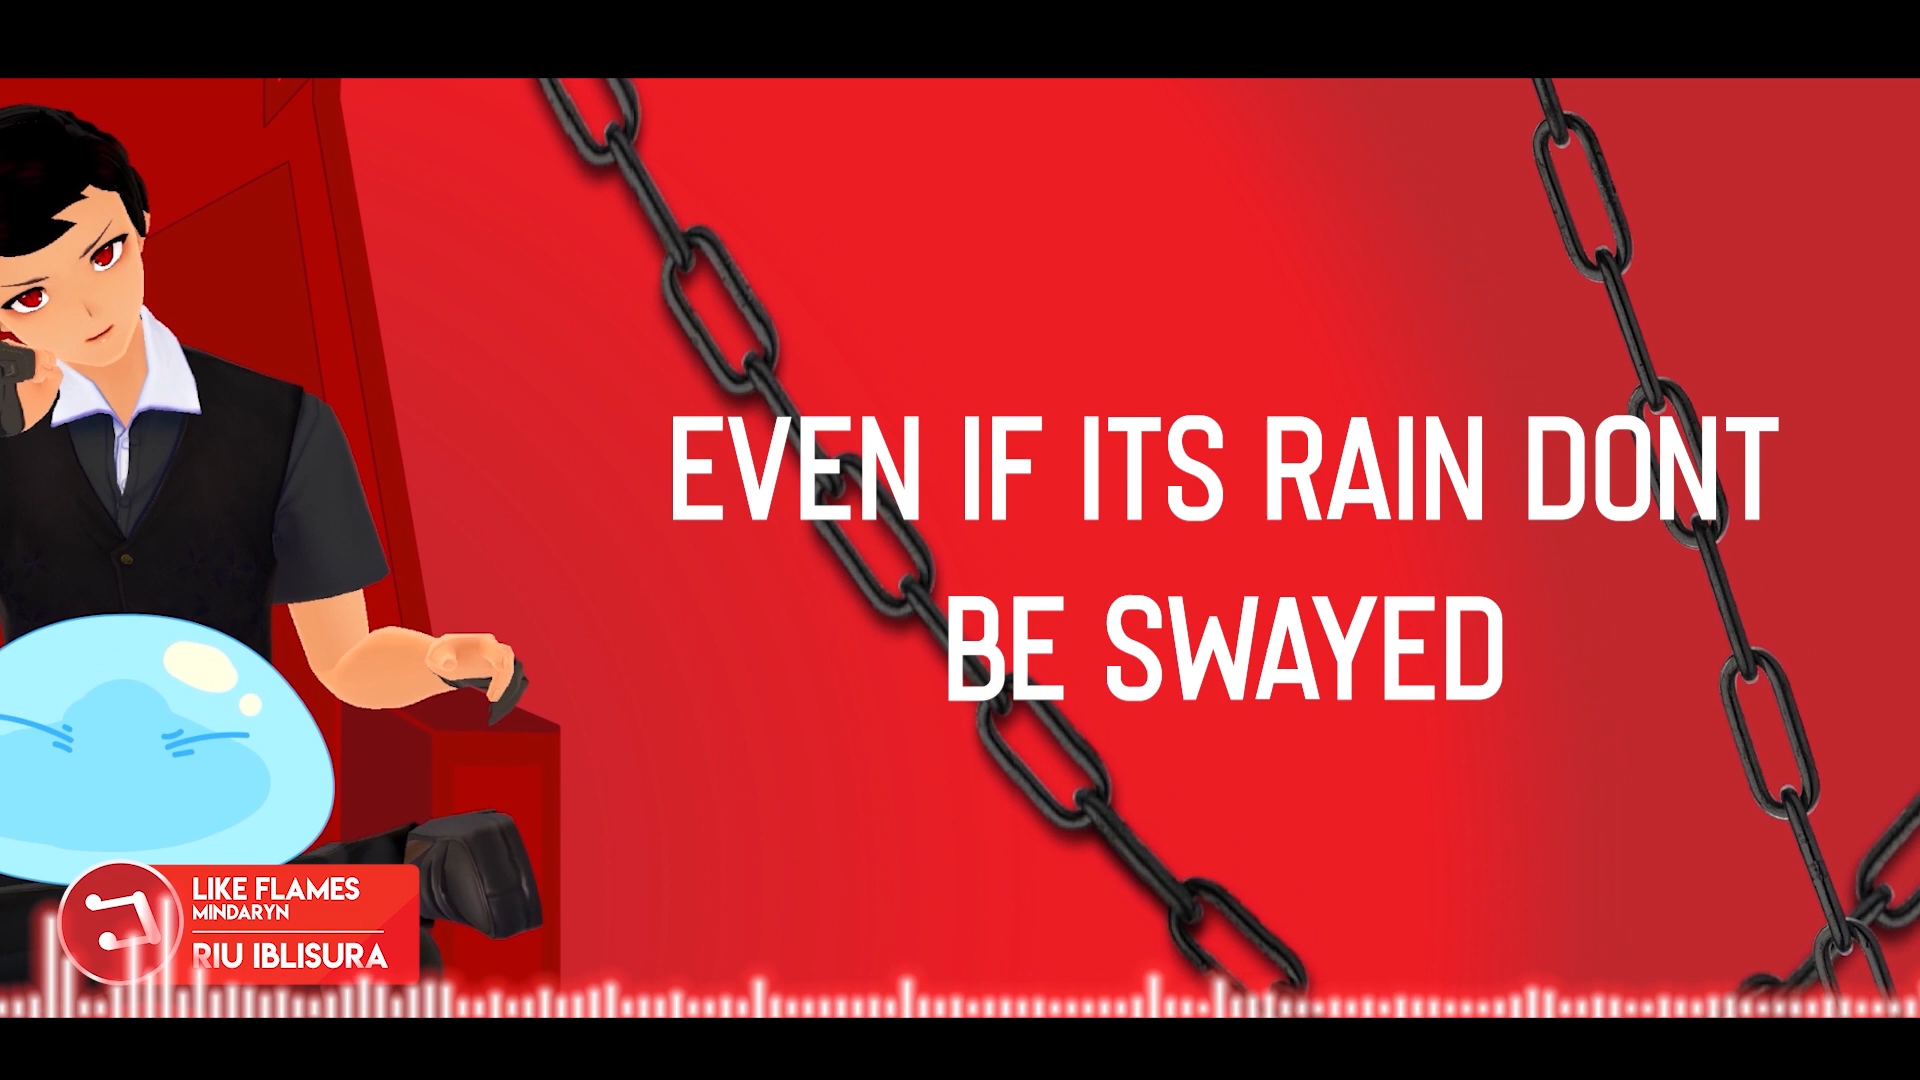 EVEN IF ITS RAIN DONT
BE SWAYED
LIKE FLAMES
MINDARYN
RIU IBLISURA